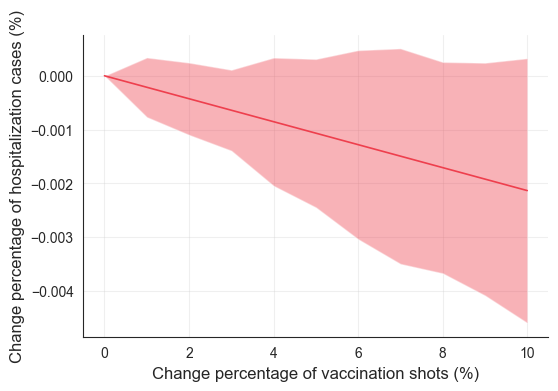 Change percentage of hospitalization cases (%)
0.000
−0.001
−0.002
−0.003
−0.004
0 2 4 6 8 10
Change percentage of vaccination shots (%)